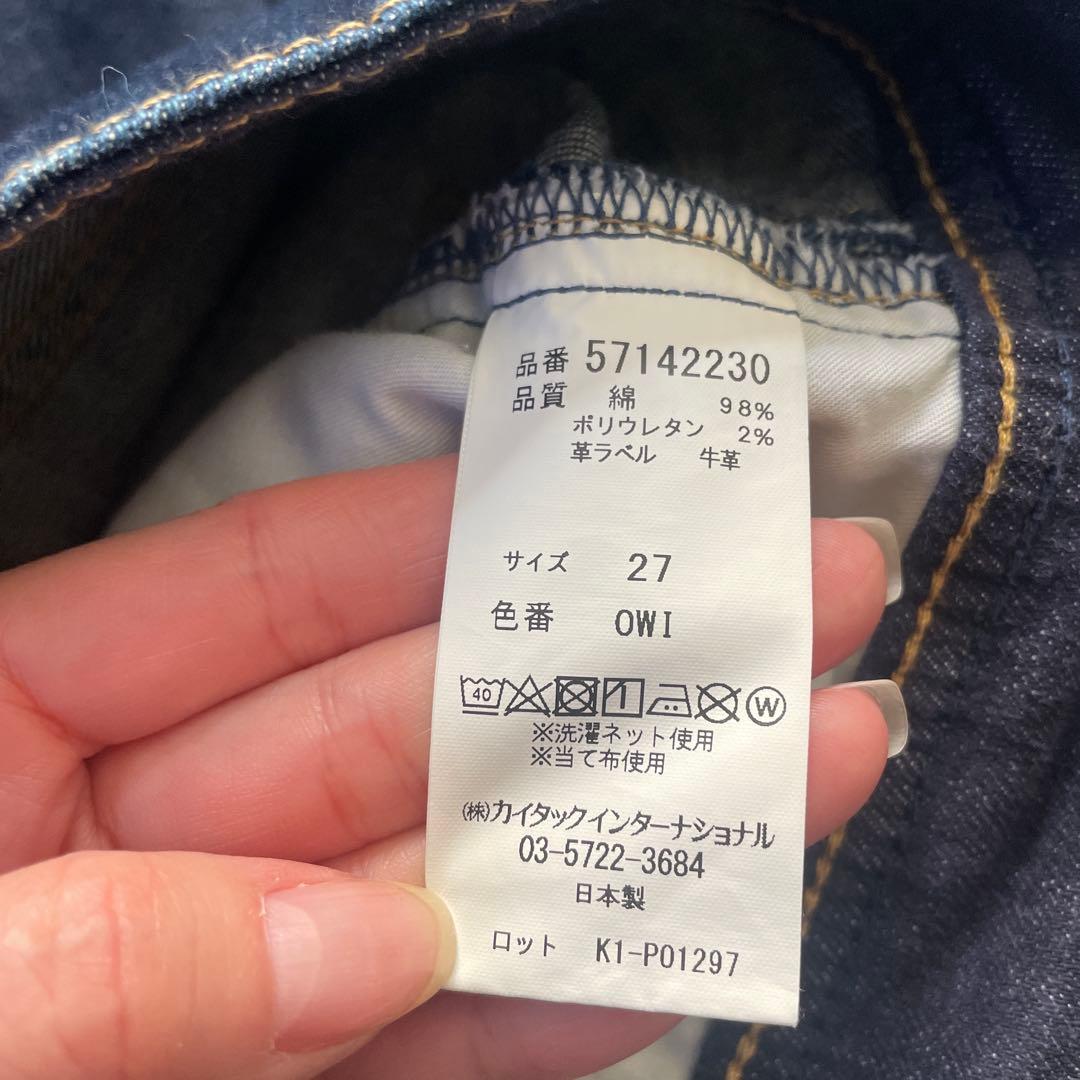 品番 57142230
品質 綿 98%
ポリウレタン 2%
革ラベル 牛革
サイズ 27
色番 OWI
40 W
※洗濯ネット使用
※当て布使用
(株)カイタックインターナショナル
03-5722-3684
日本製
ロット K1-P01297